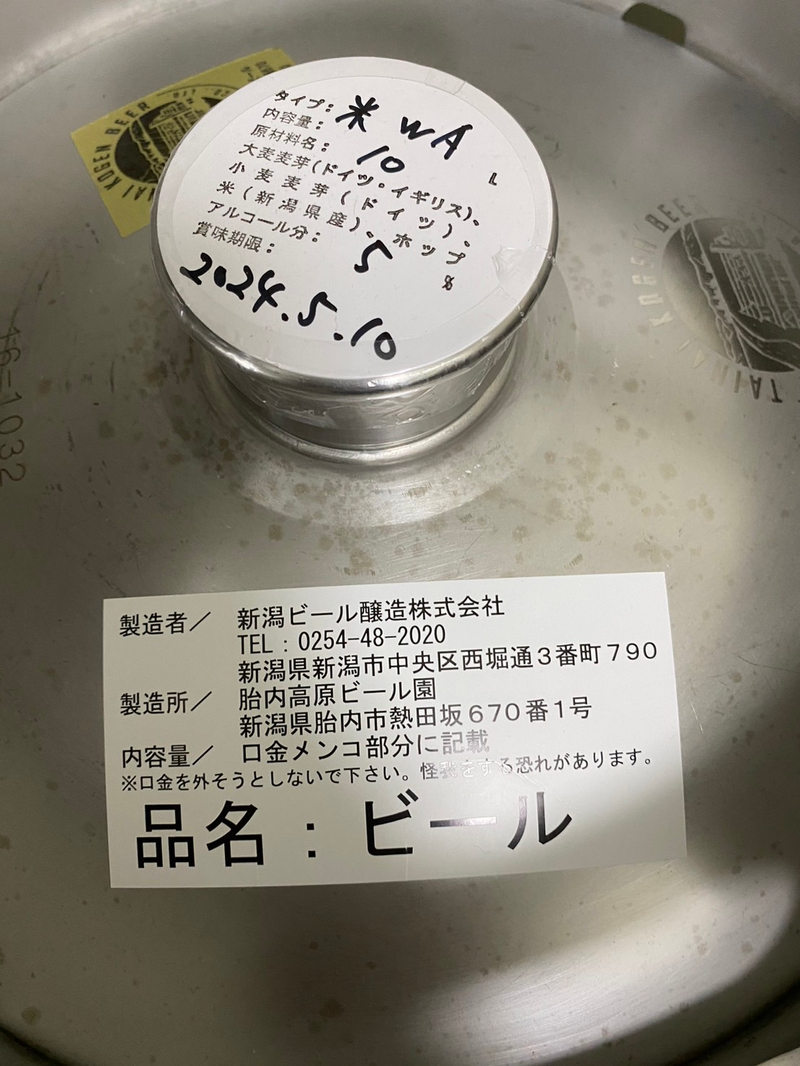 タイプ: 米 WA
内容量: 10 L
原材料名:
大麦麦芽(ドイツ・イギリス)、
小麦麦芽(ドイツ)、
米(新潟県産)、ホップ
アルコール分: 5 %
賞味期限:
2024.5.10
KOGEN BEER
TAINAI KOGEN BEER
16-1032
製造者/ 新潟ビール醸造株式会社
TEL:0254-48-2020
新潟県新潟市中央区西堀通3番町790
製造所/ 胎内高原ビール園
新潟県胎内市熱田坂670番1号
内容量/ 口金メンコ部分に記載
※口金を外そうとしないで下さい。怪我をする恐れがあります。
品名:ビール